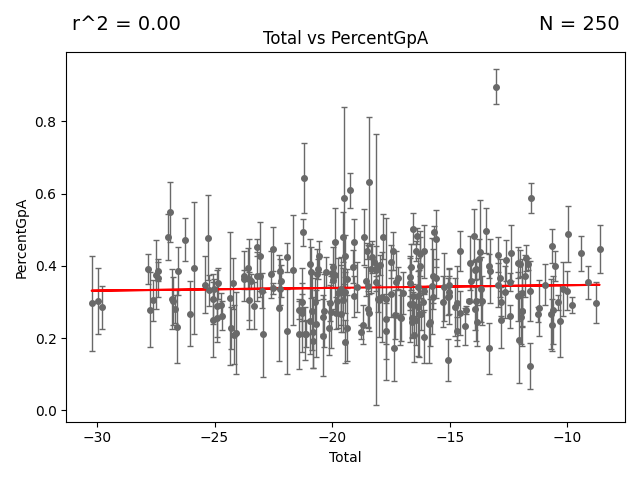 r^2 = 0.00
N = 250
Total vs PercentGpA
PercentGpA
0.8
0.6
0.4
0.2
0.0
−30
−25
−20
−15
−10
Total